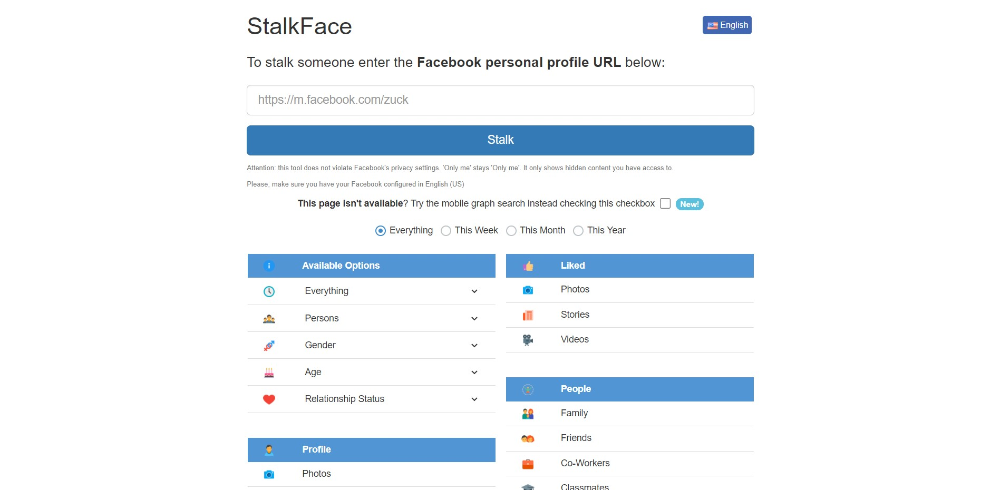 StalkFace
English
To stalk someone enter the Facebook personal profile URL below:
https://m.facebook.com/zuck
Stalk
Attention: this tool does not violate Facebook's privacy settings. 'Only me' stays 'Only me'. It only shows hidden content you have access to.
Please, make sure you have your Facebook configured in English (US)
This page isn't available? Try the mobile graph search instead checking this checkbox New!
Everything This Week This Month This Year
Available Options
Everything
Persons
Gender
Age
Relationship Status
Profile
Photos
Liked
Photos
Stories
Videos
People
Family
Friends
Co-Workers
Classmates